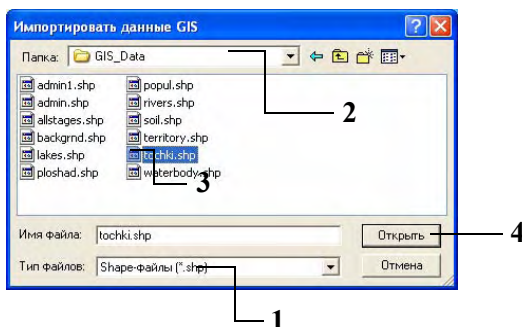 Импортировать данные GIS
Папка: GIS_Data
admin1.shp popul.shp
admin.shp rivers.shp
allstages.shp soil.shp
backgrnd.shp territory.shp
lakes.shp tochki.shp
ploshad.shp waterbody.shp
2
3
Имя файла: tochki.shp Открыть 4
Тип файлов: Shape-файлы (*.shp) Отмена
1